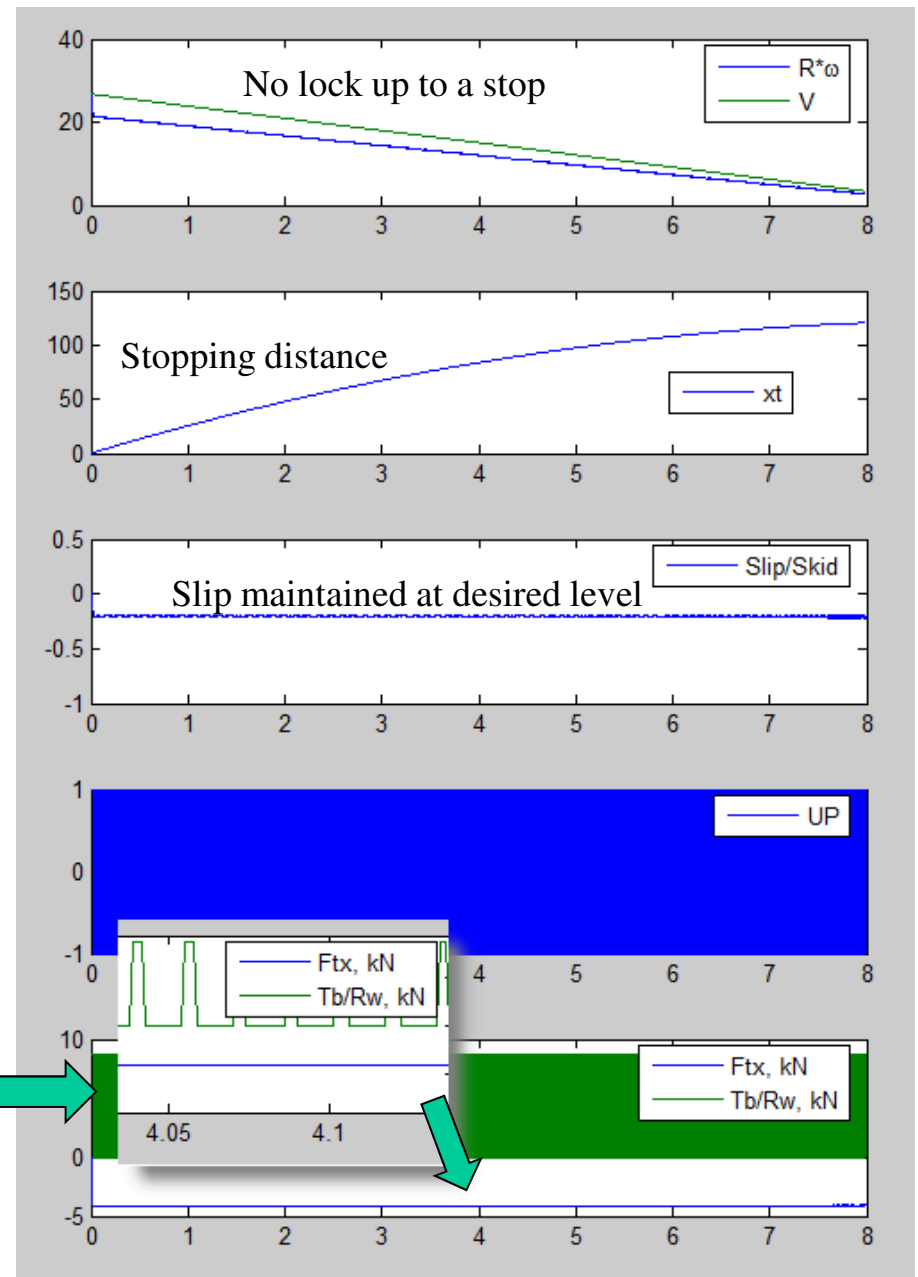 40
20
0
0 1 2 3 4 5 6 7 8
No lock up to a stop
R*ω
V
150
100
50
0
0 1 2 3 4 5 6 7 8
Stopping distance
xt
0.5
0
-0.5
-1
0 1 2 3 4 5 6 7 8
Slip/Skid
Slip maintained at desired level
1
0
-1
0 4 5 6 7 8
UP
Ftx, kN
Tb/Rw, kN
4.05 4.1
10
0
-5
0 1 2 3 4 5 6 7 8
Ftx, kN
Tb/Rw, kN